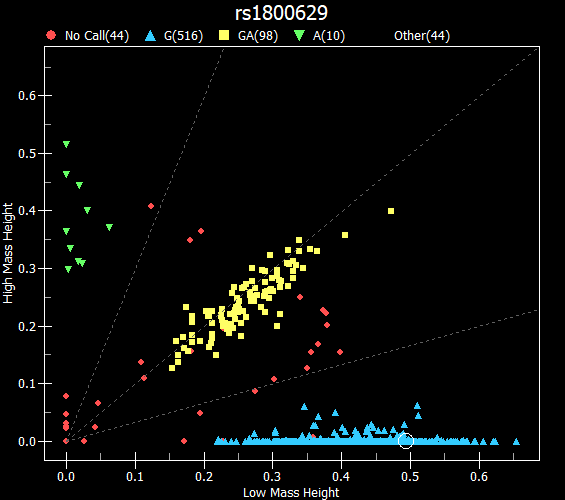 rs1800629
No Call(44) G(516) GA(98) A(10) Other(44)
High Mass Height
0.6
0.5
0.4
0.3
0.2
0.1
0.0
0.0 0.1 0.2 0.3 0.4 0.5 0.6
Low Mass Height